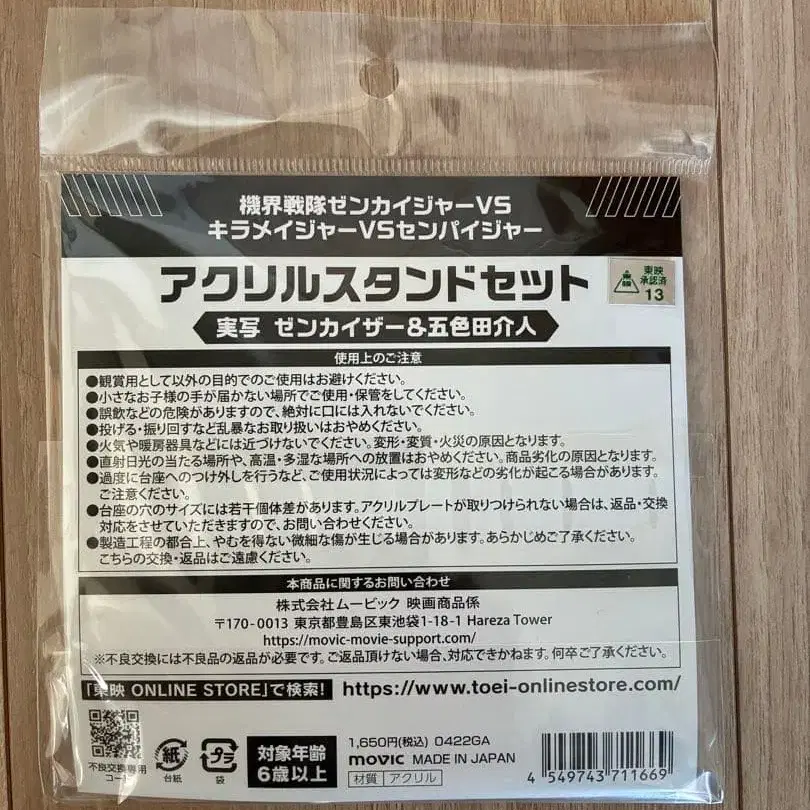 機界戦隊ゼンカイジャーVS
キラメイジャーVSセンパイジャー
アクリルスタンドセット
東映
承認済
13
実写 ゼンカイザー&五色田介人
使用上のご注意
●観賞用として以外の目的でのご使用はお避けください。
●小さなお子様の手が届かない場所でご使用・保管をしてください。
●誤飲などの危険がありますので、絶対に口には入れないでください。
●投げる・振り回すなど乱暴なお取り扱いはおやめください。
●火気や暖房器具などには近づけないでください。変形・変質・火災の原因となります。
●直射日光の当たる場所や、高温・多湿な場所への放置はおやめください。商品劣化の原因となります。
●過度に台座へのつけ外しを行うなど、ご使用状況によっては変形などの劣化が起こる場合があります。
ご注意ください。
●台座の穴のサイズには若干個体差があります。アクリルプレートが取りつけられない場合は、返品・交換
対応をさせていただきますので、お問い合わせください。
●製造工程の都合上、やむを得ない微細な傷が生じる場合があります。あらかじめご了承ください。
こちらの交換・返品はご遠慮ください。
本商品に関するお問い合わせ
株式会社ムービック 映画商品係
〒170-0013 東京都豊島区東池袋1-18-1 Hareza Tower
https://movic-movie-support.com/
※不良交換には不良品の返品が必要です。ご返品頂けない場合、対応できかねます。何卒ご了承ください。
「東映 ONLINE STORE」で検索! https://www.toei-onlinestore.com/
不良交換専用
コード
紙
台紙
プラ
袋
対象年齢
6歳以上
1,650円(税込) 0422GA
movic MADE IN JAPAN
材質 アクリル
4 549743 711669